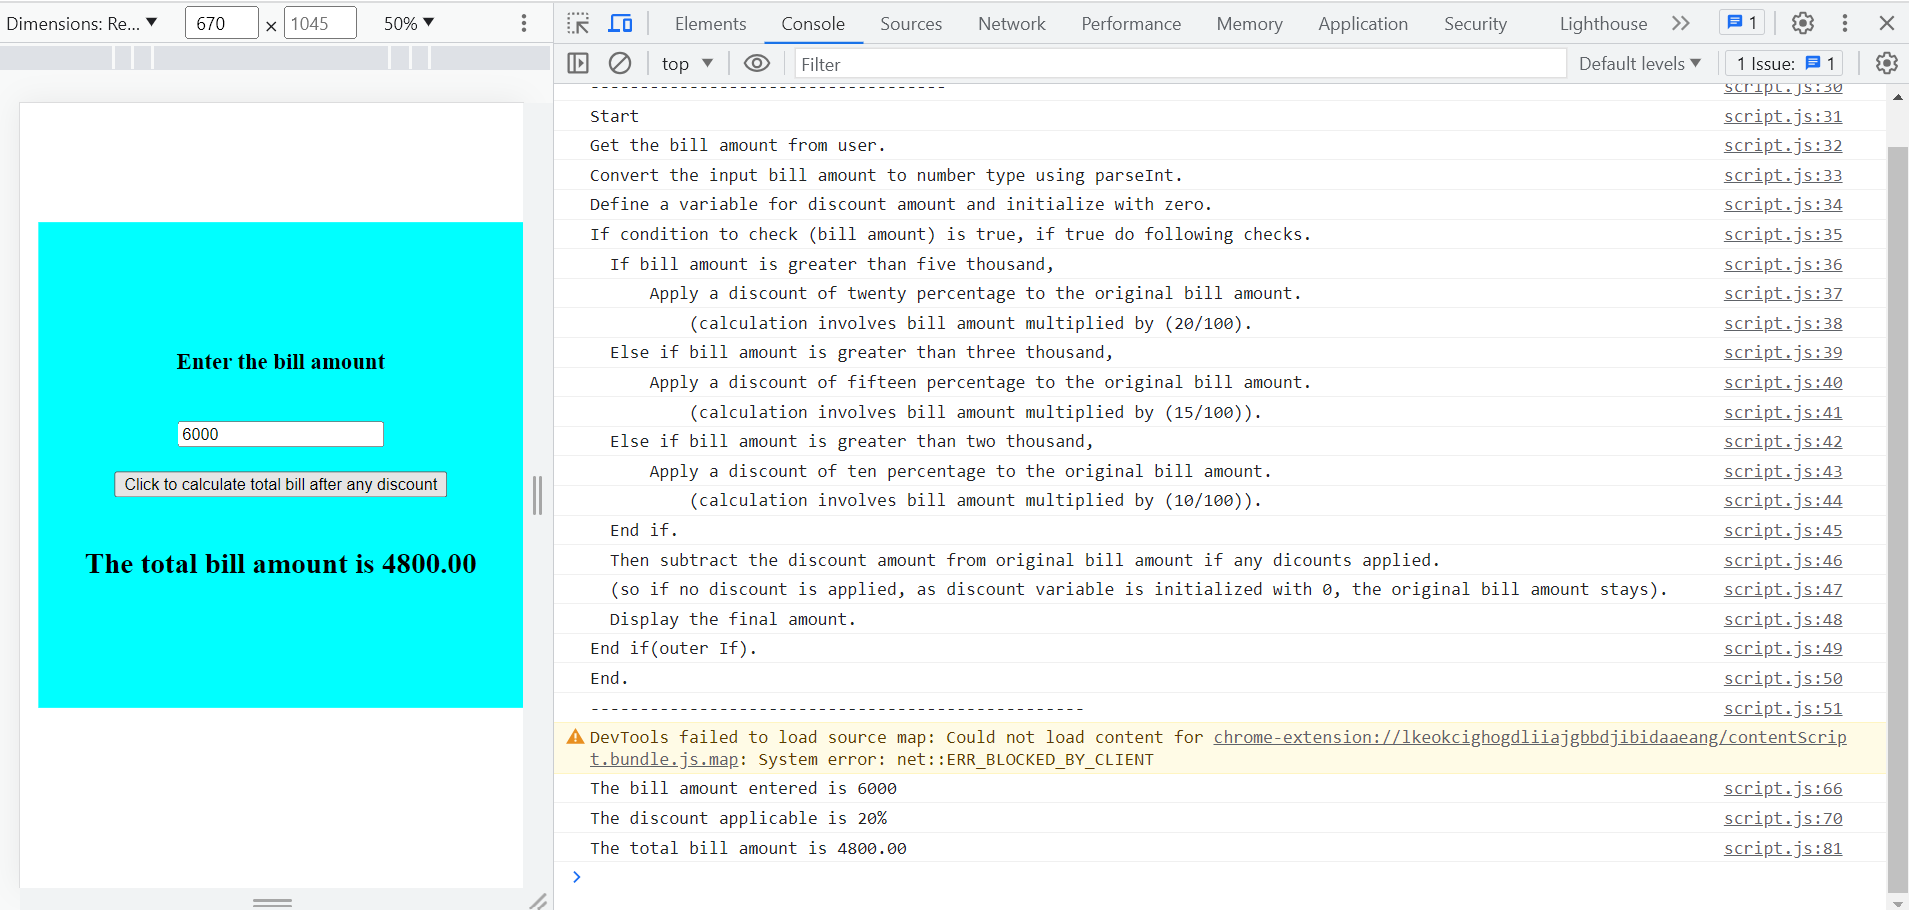 Dimensions: Re... ▼ 670 × 1045 50% ▼
Elements Console Sources Network Performance Memory Application Security Lighthouse 1
top ▼ Filter Default levels ▼ 1 Issue: 1
------------------------------------ script.js:30
Start script.js:31
Get the bill amount from user. script.js:32
Convert the input bill amount to number type using parseInt. script.js:33
Define a variable for discount amount and initialize with zero. script.js:34
If condition to check (bill amount) is true, if true do following checks. script.js:35
If bill amount is greater than five thousand, script.js:36
Apply a discount of twenty percentage to the original bill amount. script.js:37
(calculation involves bill amount multiplied by (20/100). script.js:38
Else if bill amount is greater than three thousand, script.js:39
Apply a discount of fifteen percentage to the original bill amount. script.js:40
(calculation involves bill amount multiplied by (15/100)). script.js:41
Else if bill amount is greater than two thousand, script.js:42
Apply a discount of ten percentage to the original bill amount. script.js:43
(calculation involves bill amount multiplied by (10/100)). script.js:44
End if. script.js:45
Then subtract the discount amount from original bill amount if any dicounts applied. script.js:46
(so if no discount is applied, as discount variable is initialized with 0, the original bill amount stays). script.js:47
Display the final amount. script.js:48
End if(outer If). script.js:49
End. script.js:50
-------------------------------------------------- script.js:51
DevTools failed to load source map: Could not load content for chrome-extension://lkeokcighogdliiajgbbdjibidaaeang/contentScrip
t.bundle.js.map: System error: net::ERR_BLOCKED_BY_CLIENT
The bill amount entered is 6000 script.js:66
The discount applicable is 20% script.js:70
The total bill amount is 4800.00 script.js:81
Enter the bill amount
6000
Click to calculate total bill after any discount
The total bill amount is 4800.00